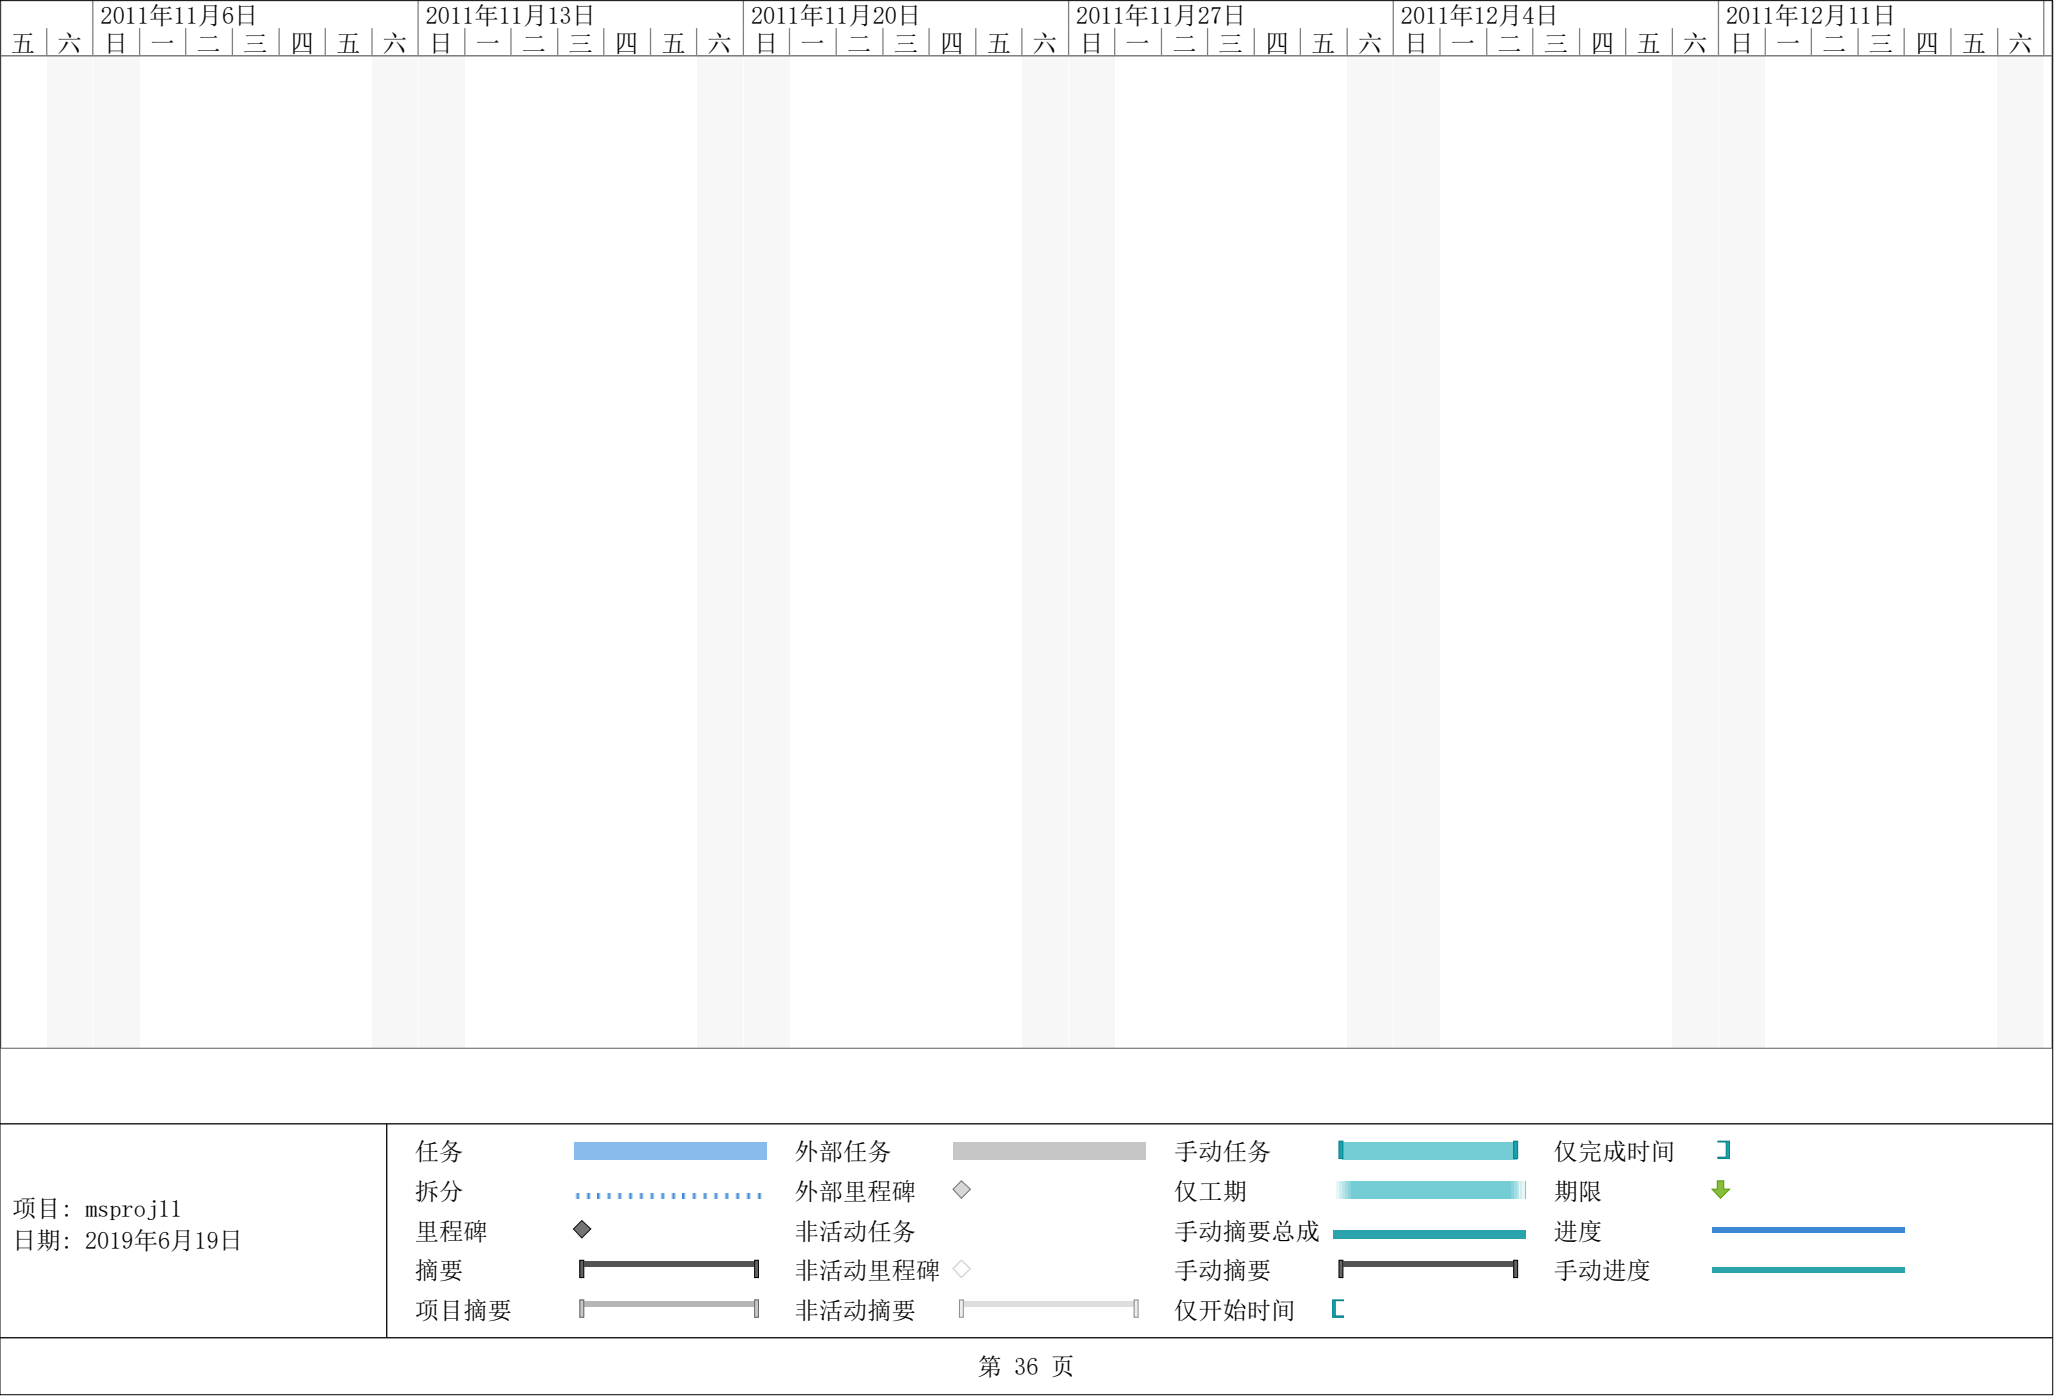 2011年11月6日 2011年11月13日 2011年11月20日 2011年11月27日 2011年12月4日 2011年12月11日
五 六 日 一 二 三 四 五 六 日 一 二 三 四 五 六 日 一 二 三 四 五 六 日 一 二 三 四 五 六 日 一 二 三 四 五 六 日 一 二 三 四 五 六
项目: msproj11
日期: 2019年6月19日
任务
拆分
里程碑
摘要
项目摘要
外部任务
外部里程碑
非活动任务
非活动里程碑
非活动摘要
手动任务
仅工期
手动摘要总成
手动摘要
仅开始时间
仅完成时间
期限
进度
手动进度
第 36 页